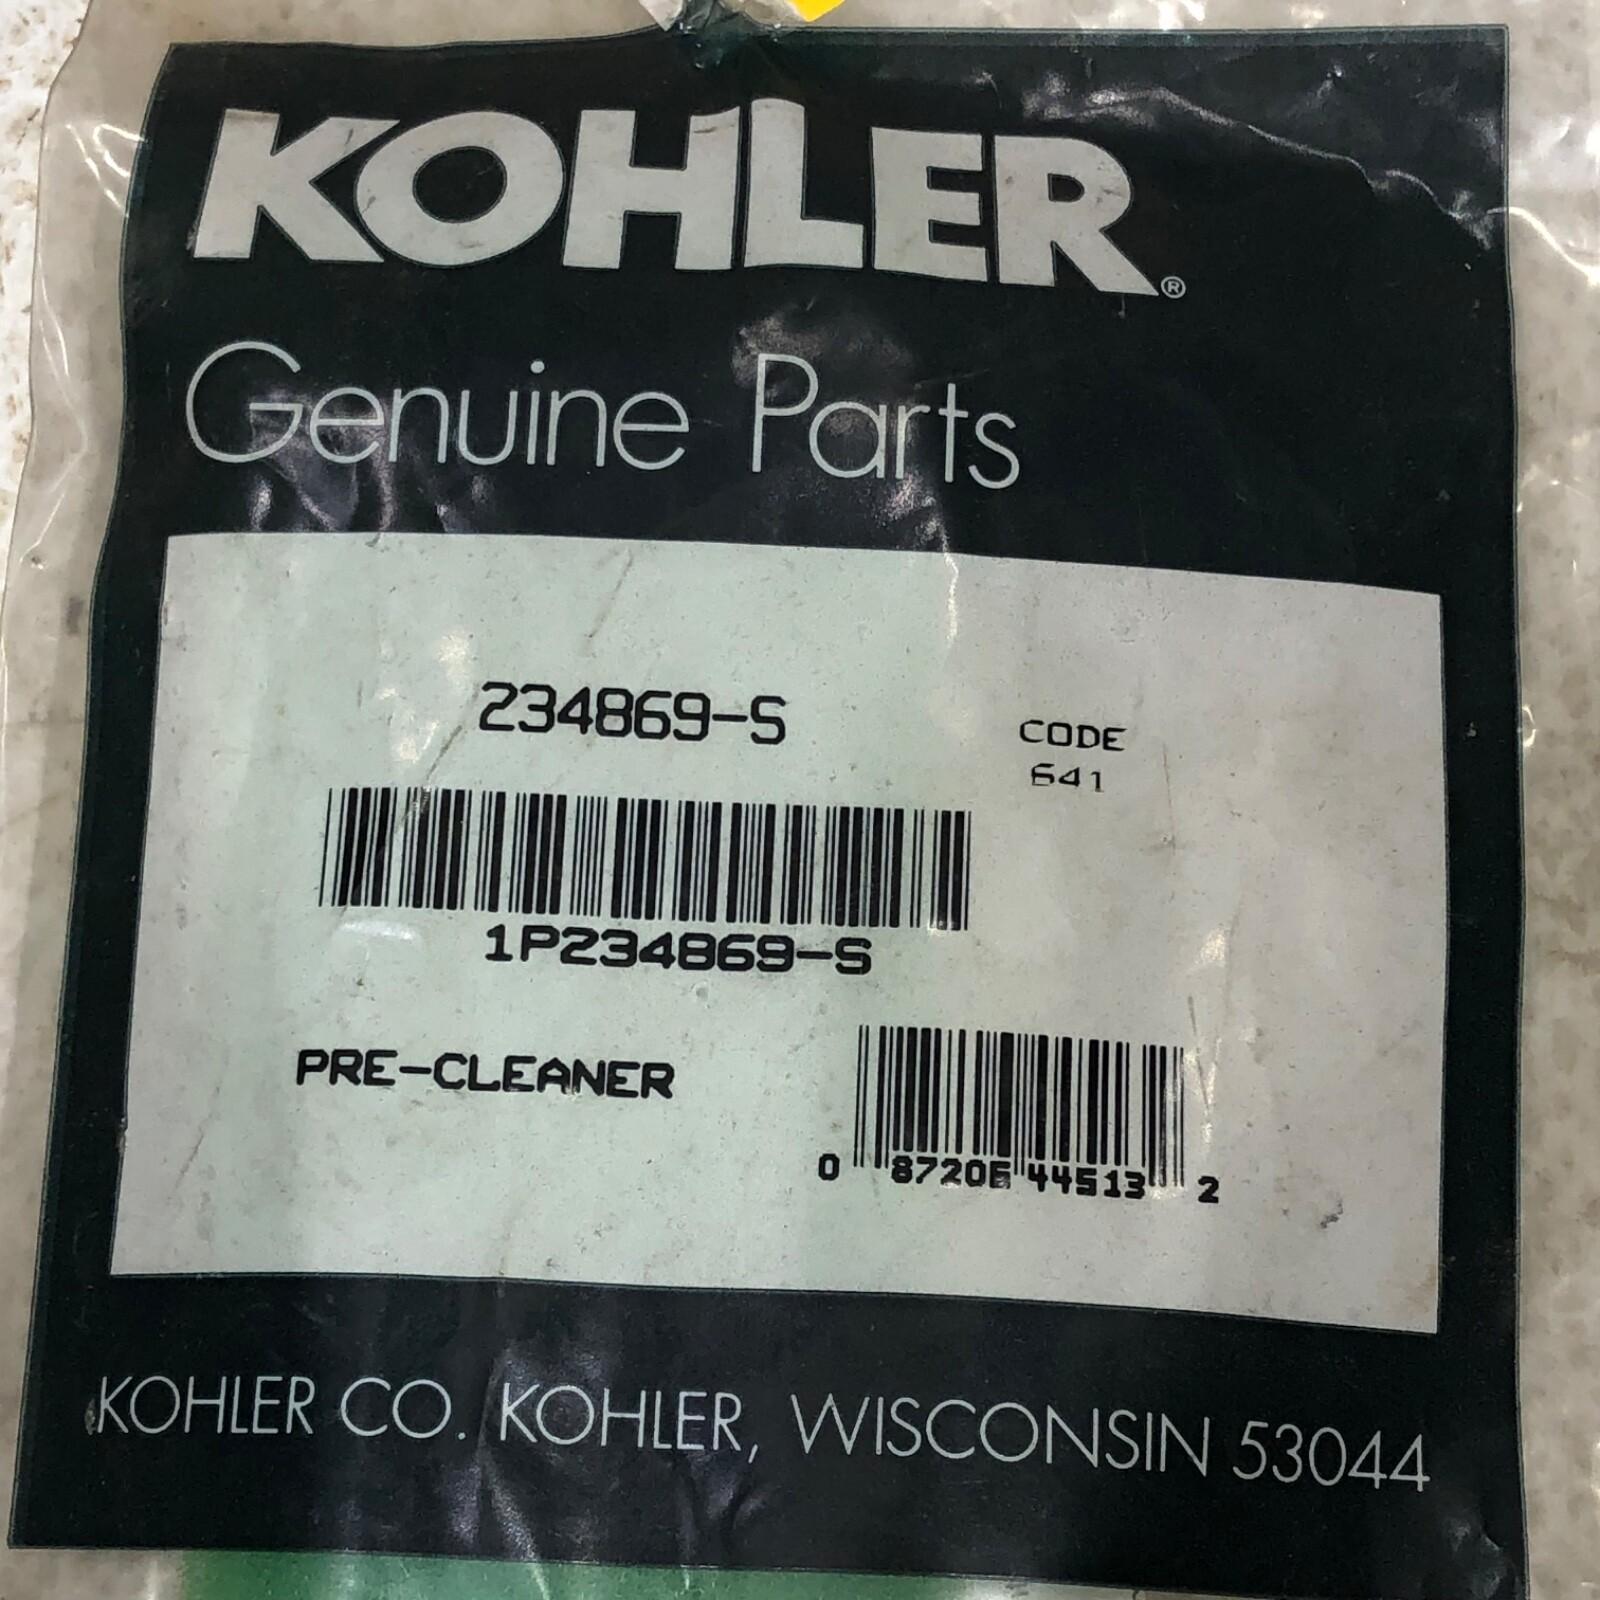 KOHLER®
Genuine Parts
234869-S
CODE
641
1P234869-S
PRE-CLEANER
0 87206 44513 2
KOHLER CO. KOHLER, WISCONSIN 53044